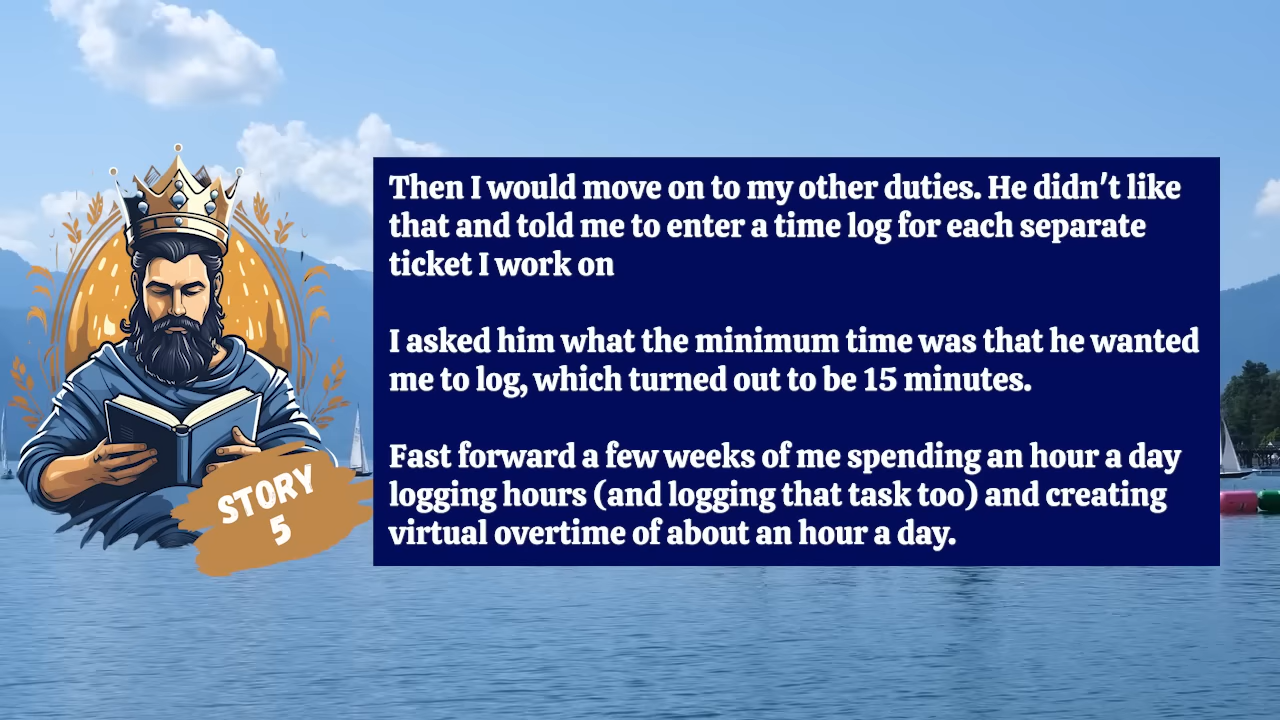 Then I would move on to my other duties. He didn't like
that and told me to enter a time log for each separate
ticket I work on
I asked him what the minimum time was that he wanted
me to log, which turned out to be 15 minutes.
Fast forward a few weeks of me spending an hour a day
logging hours (and logging that task too) and creating
virtual overtime of about an hour a day.
STORY
5